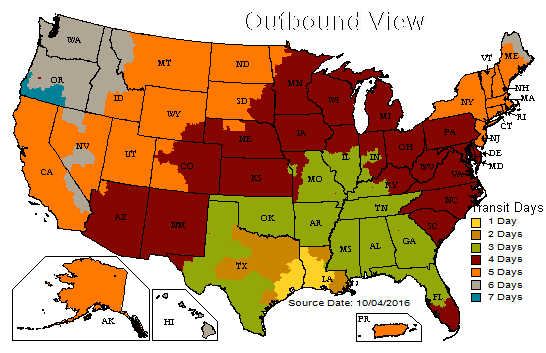 Outbound View
WA
MT
ND
MN
VT
ME
OR
ID
SD
WI
MI
NY
NH
MA
WY
IA
RI
CT
NE
PA
NJ
NV
IL
IN
OH
DE
UT
CO
WV
MD
CA
KS
MO
KY
VA
NC
TN
AZ
NM
OK
AR
SC
Transit Days
MS
AL
GA
1 Day
2 Days
TX
LA
3 Days
4 Days
5 Days
6 Days
7 Days
FL
Source Date: 10/04/2016
AK
HI
PR